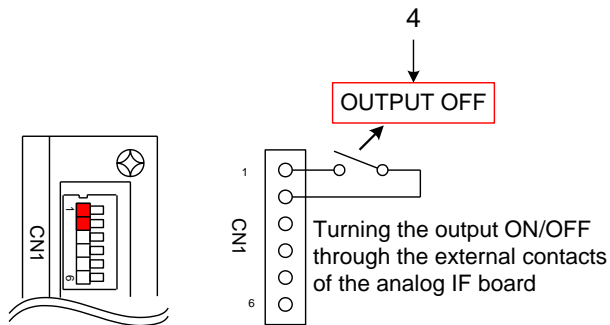 4
OUTPUT OFF
1
6
CN1
1
CN1
6
Turning the output ON/OFF
through the external contacts
of the analog IF board